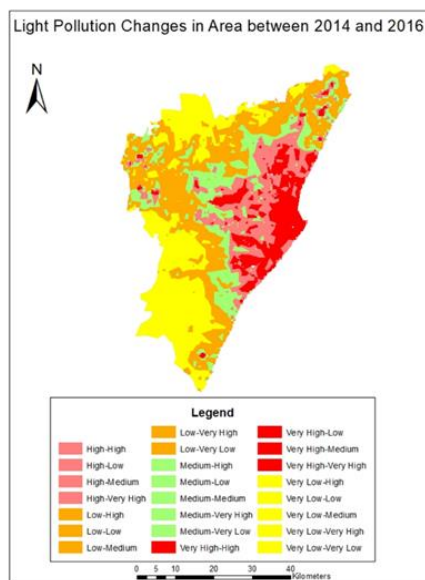 Light Pollution Changes in Area between 2014 and 2016
N
Legend
High-High
High-Low
High-Medium
High-Very High
Low-High
Low-Low
Low-Medium
Low-Very High
Low-Very Low
Medium-High
Medium-Low
Medium-Medium
Medium-Very High
Medium-Very Low
Very High-High
Very High-Low
Very High-Medium
Very High-Very High
Very Low-High
Very Low-Low
Very Low-Medium
Very Low-Very High
Very Low-Very Low
0 5 10 20 30 40
Kilometers